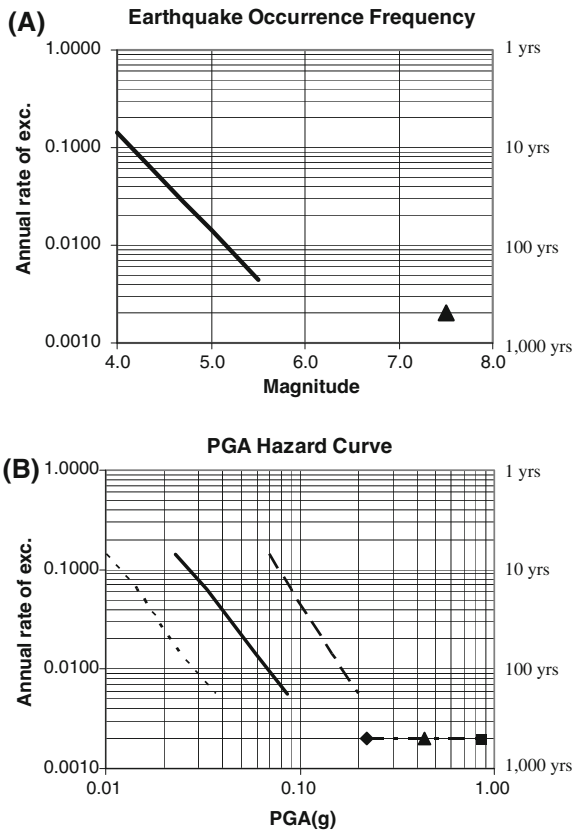 (A) Earthquake Occurrence Frequency
1.0000 1 yrs
0.1000 10 yrs
0.0100 100 yrs
0.0010 1,000 yrs
Annual rate of exc.
4.0 5.0 6.0 7.0 8.0
Magnitude
(B) PGA Hazard Curve
1.0000 1 yrs
0.1000 10 yrs
0.0100 100 yrs
0.0010 1,000 yrs
Annual rate of exc.
0.01 0.10 1.00
PGA(g)